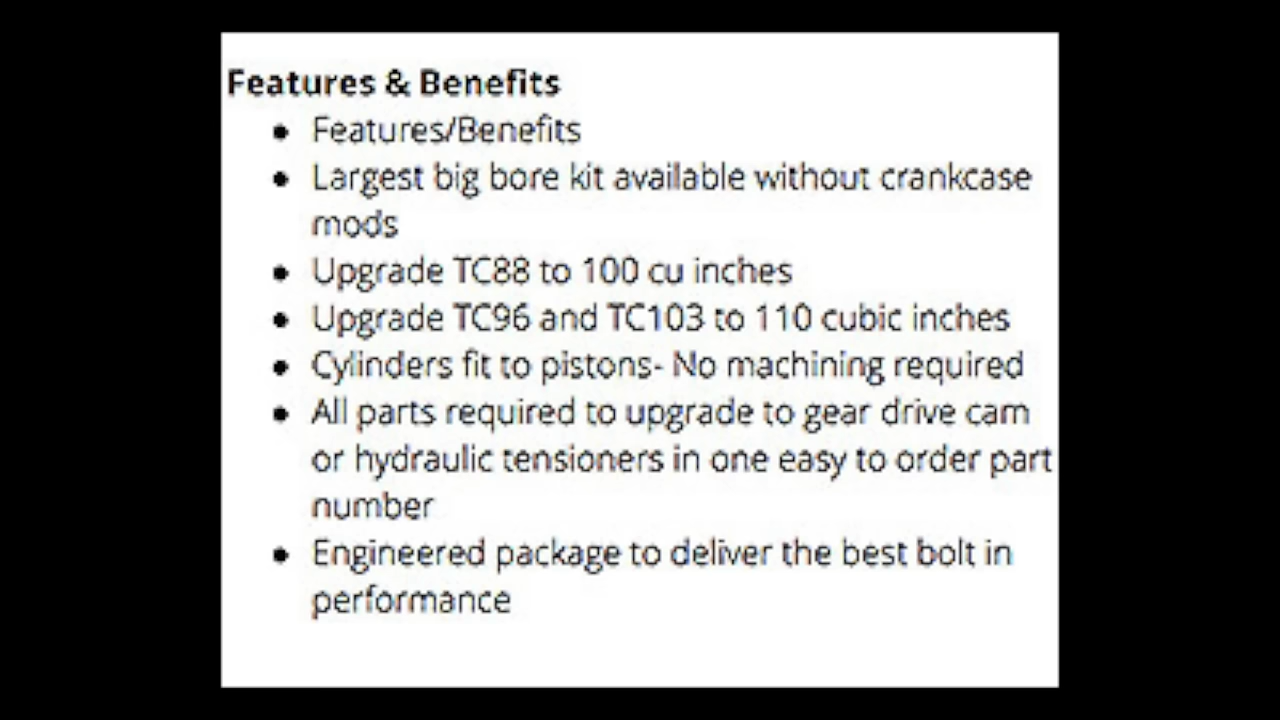 Features & Benefits
Features/Benefits
Largest big bore kit available without crankcase
mods
Upgrade TC88 to 100 cu inches
Upgrade TC96 and TC103 to 110 cubic inches
Cylinders fit to pistons- No machining required
All parts required to upgrade to gear drive cam
or hydraulic tensioners in one easy to order part
number
Engineered package to deliver the best bolt in
performance